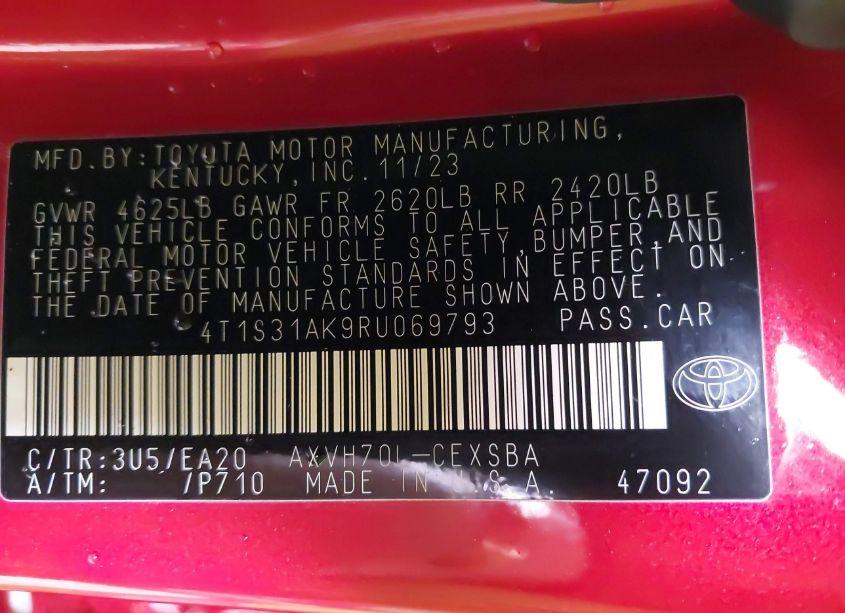 MFD.BY:TOYOTA MOTOR MANUFACTURING,
KENTUCKY, INC. 11/23
GVWR 4625LB GAWR FR 2620LB RR 2420LB
THIS VEHICLE CONFORMS TO ALL APPLICABLE
FEDERAL MOTOR VEHICLE SAFETY,BUMPER,AND
THEFT PREVENTION STANDARDS IN EFFECT ON
THE DATE OF MANUFACTURE SHOWN ABOVE.
4T1S31AK9RU069793 PASS.CAR
C/TR:3U5/EA20 AXVH70L-CEXSBA
A/TM: /P710 MADE IN U.S.A. 47092